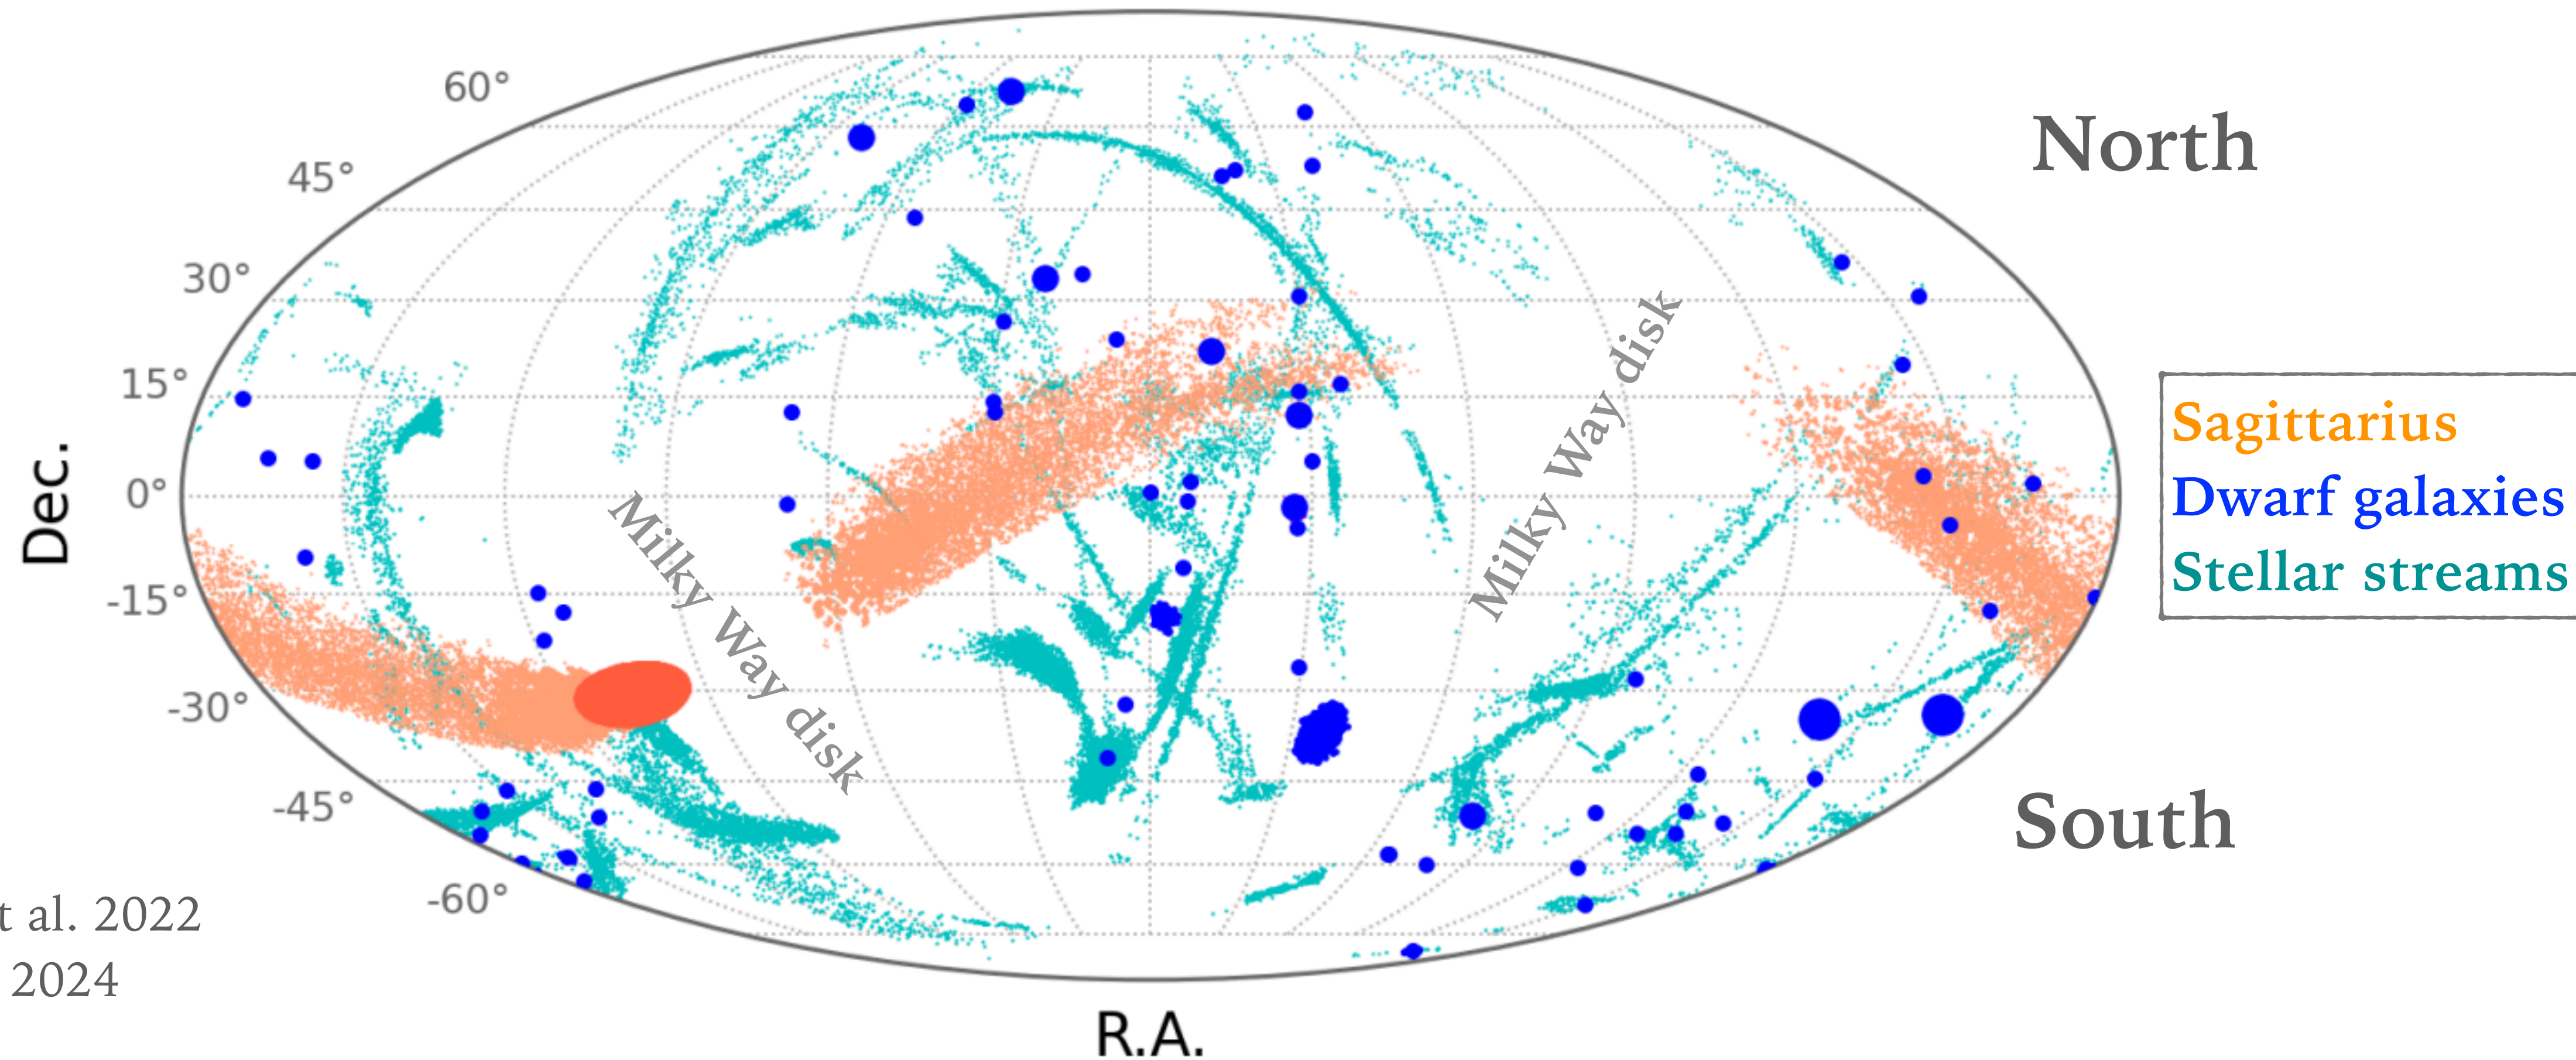 60°
45°
30°
15°
0°
-15°
-30°
-45°
-60°
Dec.
R.A.
North
South
Milky Way disk
Milky Way disk
Sagittarius
Dwarf galaxies
Stellar streams
t al. 2022
2024